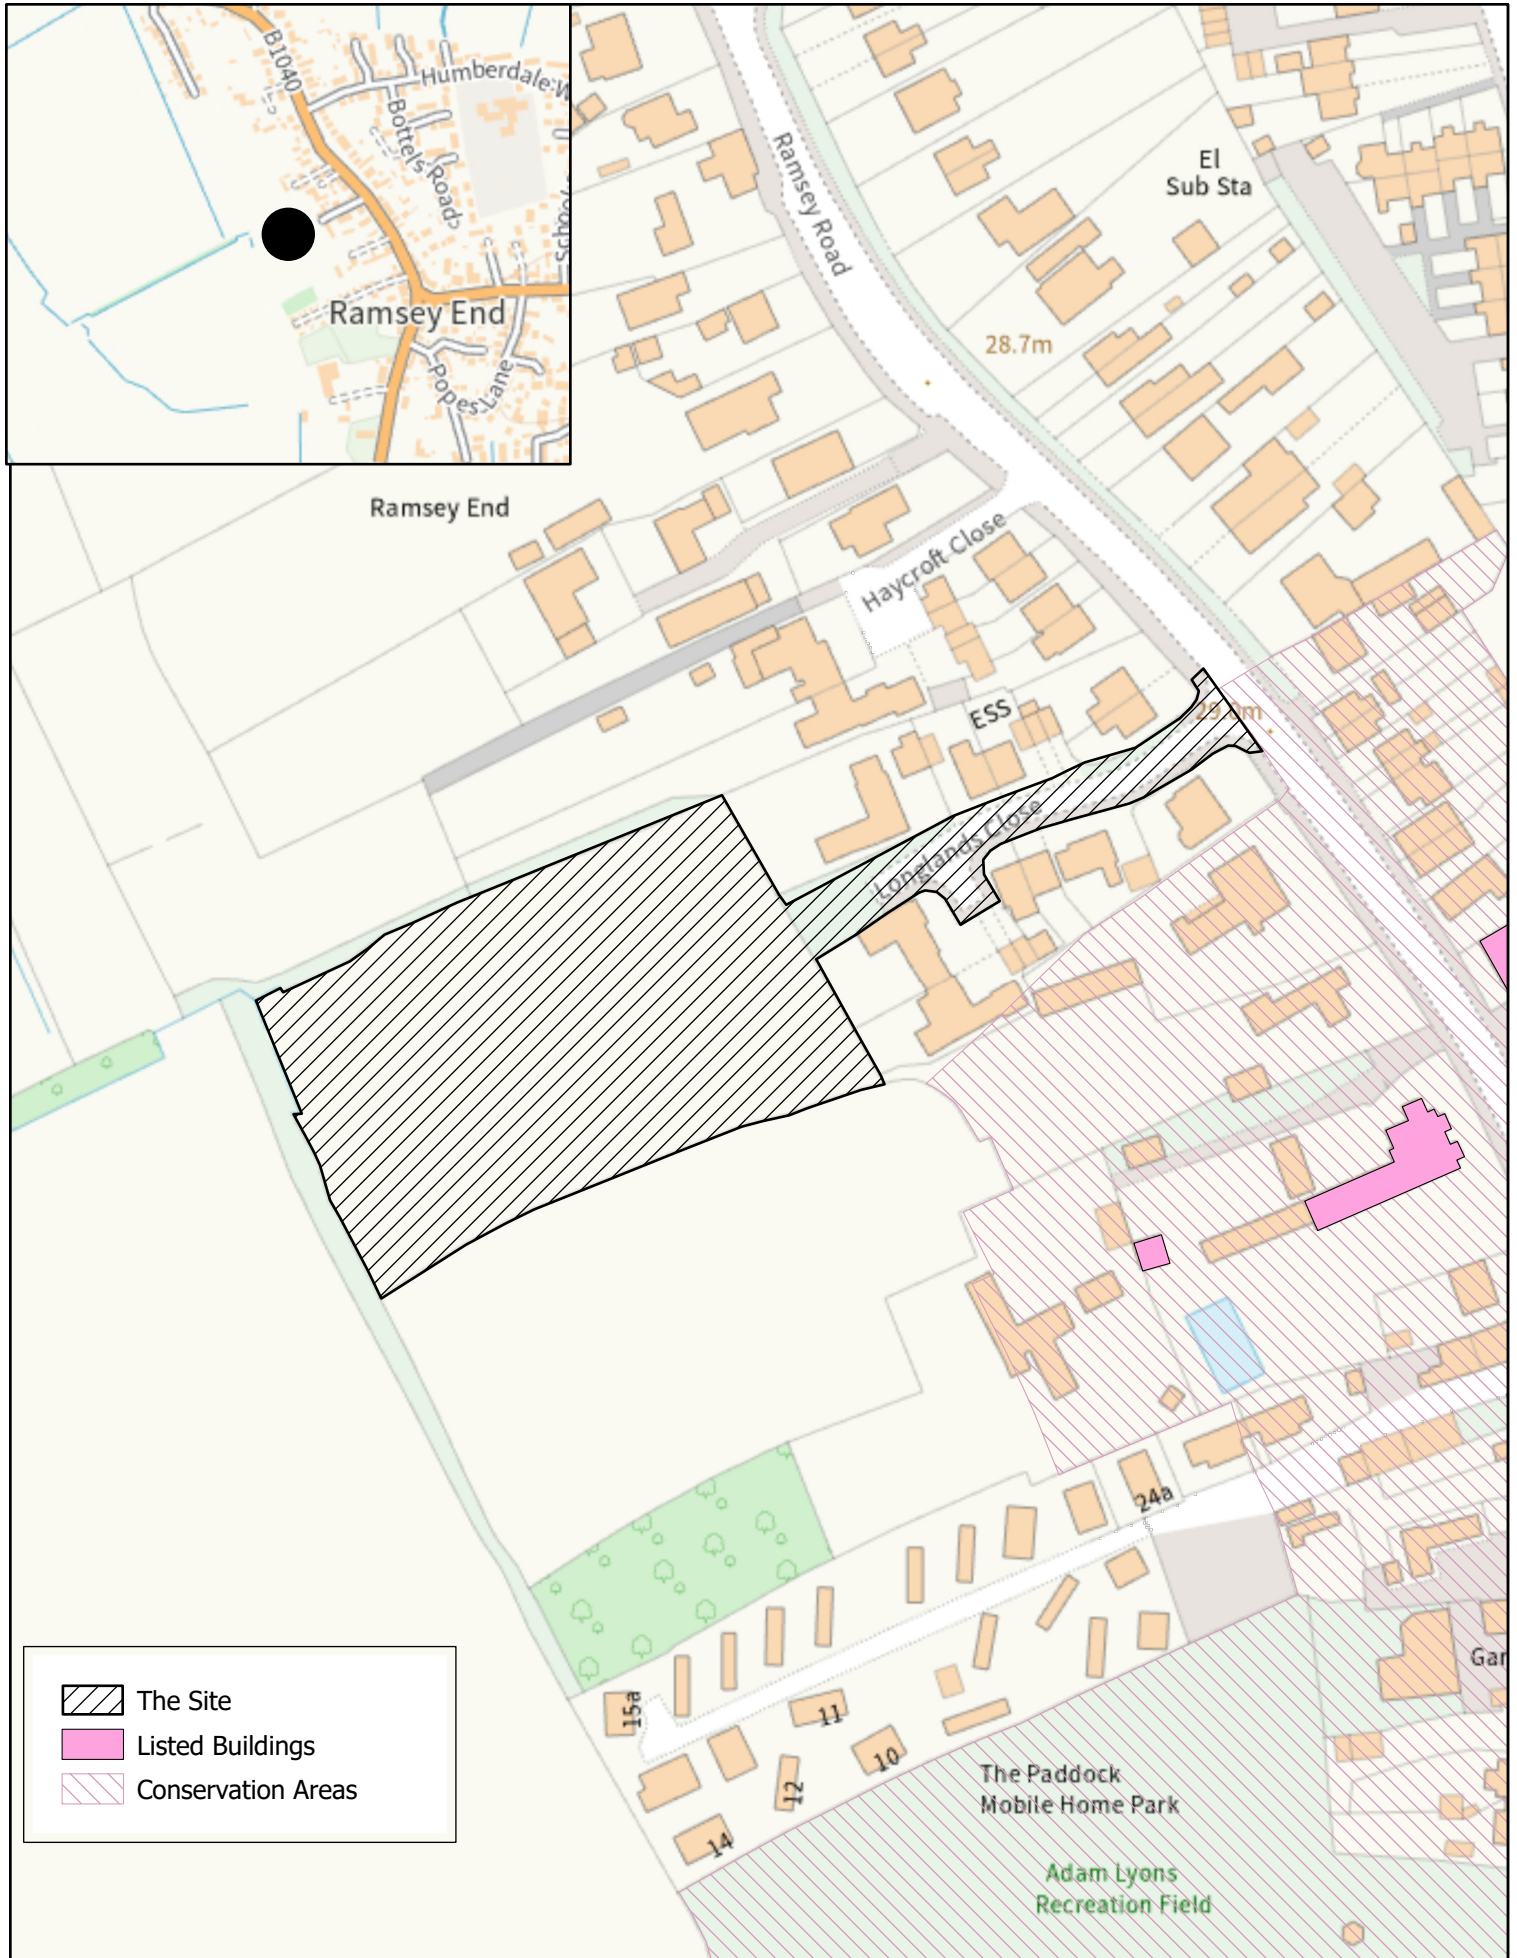 B1040
Humberdale W
Bottels Road
School
Ramsey End
Popes Lane
Ramsey Road
El
Sub Sta
28.7m
Ramsey End
Haycroft Close
ESS
Longlands Close
24a
15a
11
10
12
14
Gar
The Paddock
Mobile Home Park
Adam Lyons
Recreation Field
The Site
Listed Buildings
Conservation Areas